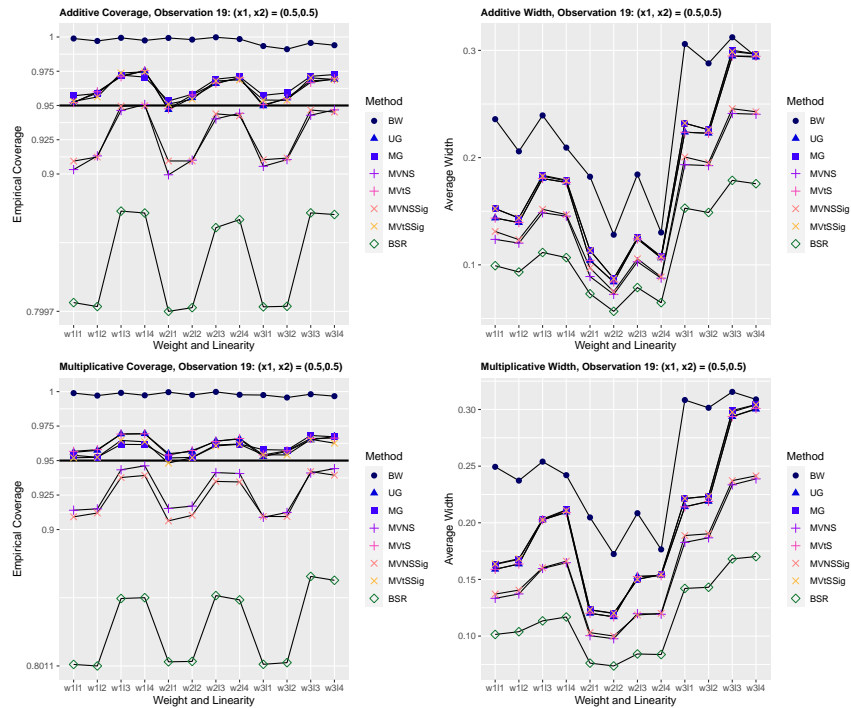 Additive Coverage, Observation 19: (x1, x2) = (0.5,0.5)
1
0.975
0.95
0.925
0.9
0.7997
Empirical Coverage
w1l1 w1l2 w1l3 w1l4 w2l1 w2l2 w2l3 w2l4 w3l1 w3l2 w3l3 w3l4
Weight and Linearity
Method
BW
UG
MG
MVNS
MVtS
MVNSSig
MVtSSig
BSR
Additive Width, Observation 19: (x1, x2) = (0.5,0.5)
0.3
0.2
0.1
Average Width
w1l1 w1l2 w1l3 w1l4 w2l1 w2l2 w2l3 w2l4 w3l1 w3l2 w3l3 w3l4
Weight and Linearity
Method
BW
UG
MG
MVNS
MVtS
MVNSSig
MVtSSig
BSR
Multiplicative Coverage, Observation 19: (x1, x2) = (0.5,0.5)
1
0.975
0.95
0.925
0.9
0.8011
Empirical Coverage
w1l1 w1l2 w1l3 w1l4 w2l1 w2l2 w2l3 w2l4 w3l1 w3l2 w3l3 w3l4
Weight and Linearity
Method
BW
UG
MG
MVNS
MVtS
MVNSSig
MVtSSig
BSR
Multiplicative Width, Observation 19: (x1, x2) = (0.5,0.5)
0.30
0.25
0.20
0.15
0.10
Average Width
w1l1 w1l2 w1l3 w1l4 w2l1 w2l2 w2l3 w2l4 w3l1 w3l2 w3l3 w3l4
Weight and Linearity
Method
BW
UG
MG
MVNS
MVtS
MVNSSig
MVtSSig
BSR